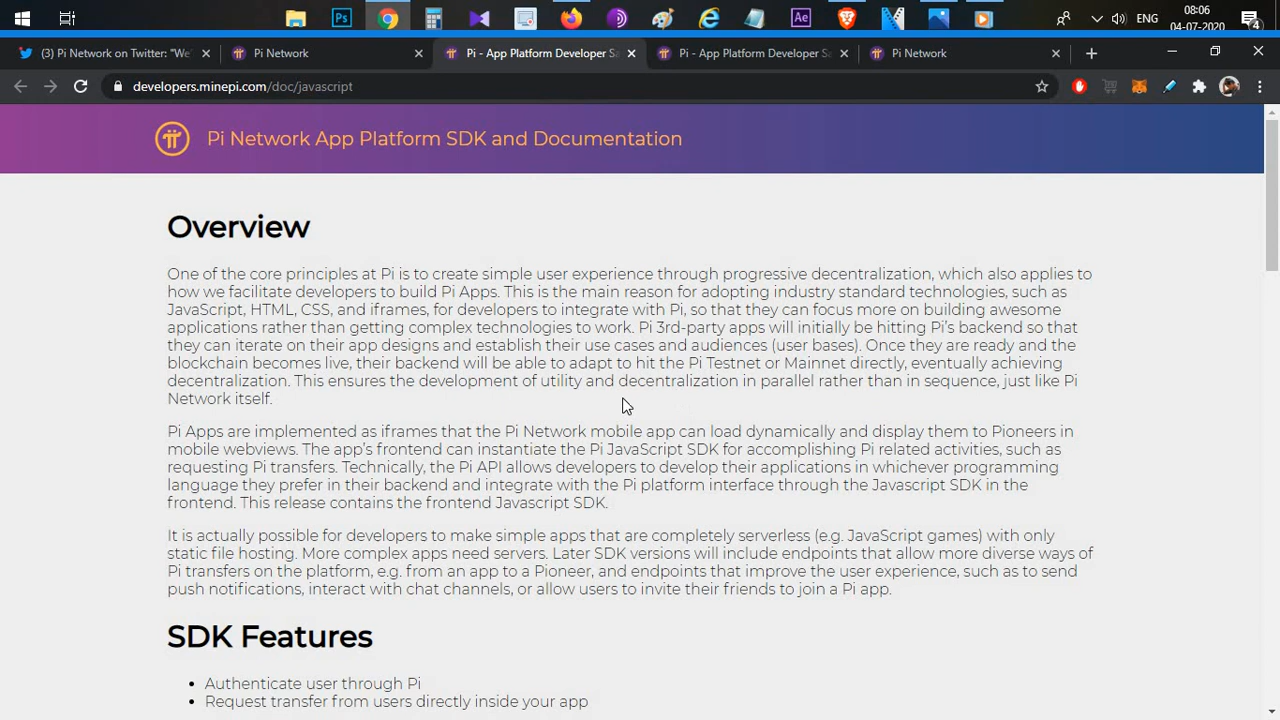 Ps
Ae
ENG
08:06
04-07-2020
4
(3) Pi Network on Twitter: "We'
Pi Network
Pi - App Platform Developer Sa
Pi - App Platform Developer Sa
Pi Network
developers.minepi.com/doc/javascript
Pi Network App Platform SDK and Documentation
Overview
One of the core principles at Pi is to create simple user experience through progressive decentralization, which also applies to
how we facilitate developers to build Pi Apps. This is the main reason for adopting industry standard technologies, such as
JavaScript, HTML, CSS, and iframes, for developers to integrate with Pi, so that they can focus more on building awesome
applications rather than getting complex technologies to work. Pi 3rd-party apps will initially be hitting Pi's backend so that
they can iterate on their app designs and establish their use cases and audiences (user bases). Once they are ready and the
blockchain becomes live, their backend will be able to adapt to hit the Pi Testnet or Mainnet directly, eventually achieving
decentralization. This ensures the development of utility and decentralization in parallel rather than in sequence, just like Pi
Network itself.
Pi Apps are implemented as iframes that the Pi Network mobile app can load dynamically and display them to Pioneers in
mobile webviews. The app's frontend can instantiate the Pi JavaScript SDK for accomplishing Pi related activities, such as
requesting Pi transfers. Technically, the Pi API allows developers to develop their applications in whichever programming
language they prefer in their backend and integrate with the Pi platform interface through the Javascript SDK in the
frontend. This release contains the frontend Javascript SDK.
It is actually possible for developers to make simple apps that are completely serverless (e.g. JavaScript games) with only
static file hosting. More complex apps need servers. Later SDK versions will include endpoints that allow more diverse ways of
Pi transfers on the platform, e.g. from an app to a Pioneer, and endpoints that improve the user experience, such as to send
push notifications, interact with chat channels, or allow users to invite their friends to join a Pi app.
SDK Features
• Authenticate user through Pi
• Request transfer from users directly inside your app